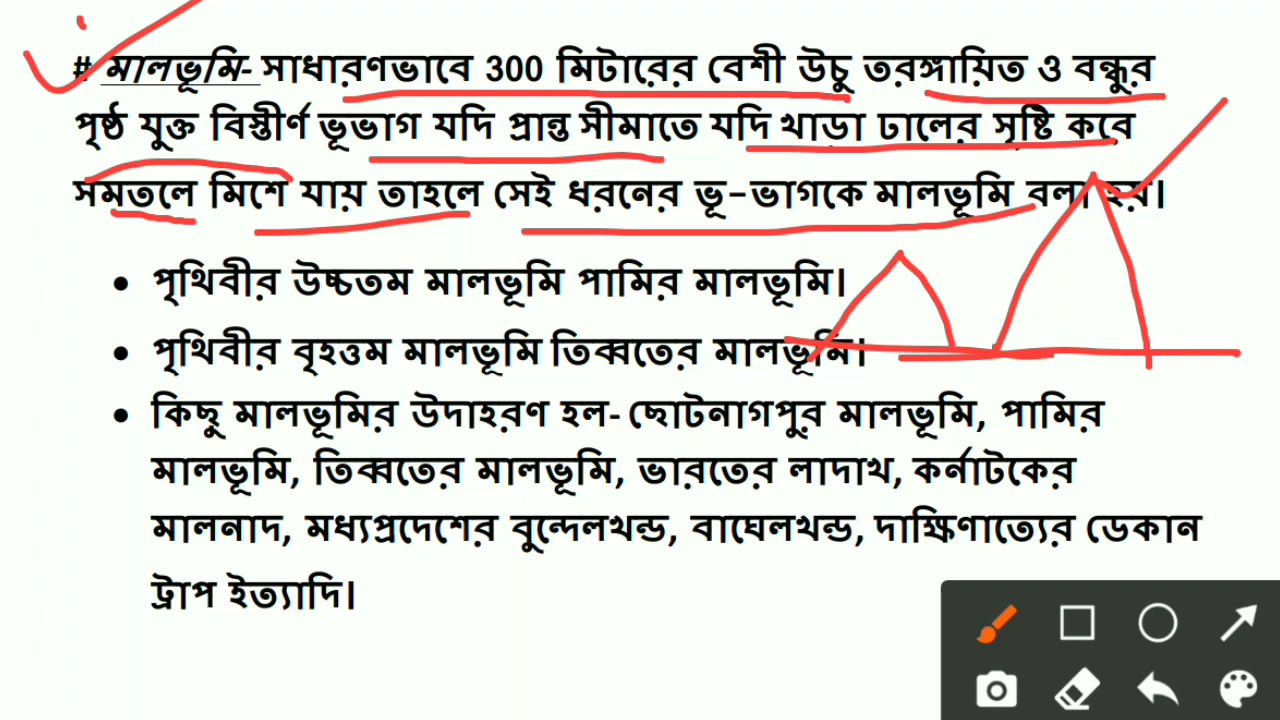 # মালভূমি- সাধারণভাবে 300 মিটারের বেশী উচু তরঙ্গায়িত ও বন্ধুর
পৃষ্ঠ যুক্ত বিস্তীর্ণ ভূভাগ যদি প্রান্ত সীমাতে যদি খাড়া ঢালের সৃষ্টি করে
সমতলে মিশে যায় তাহলে সেই ধরনের ভূ-ভাগকে মালভূমি বলা হয়।
• পৃথিবীর উচ্চতম মালভূমি পামির মালভূমি।
• পৃথিবীর বৃহত্তম মালভূমি তিব্বতের মালভূমি।
• কিছু মালভূমির উদাহরণ হল- ছোটনাগপুর মালভূমি, পামির
মালভূমি, তিব্বতের মালভূমি, ভারতের লাদাখ, কর্নাটকের
মালনাদ, মধ্যপ্রদেশের বুন্দেলখন্ড, বাঘেলখন্ড, দাক্ষিণাত্যের ডেকান
ট্রাপ ইত্যাদি।